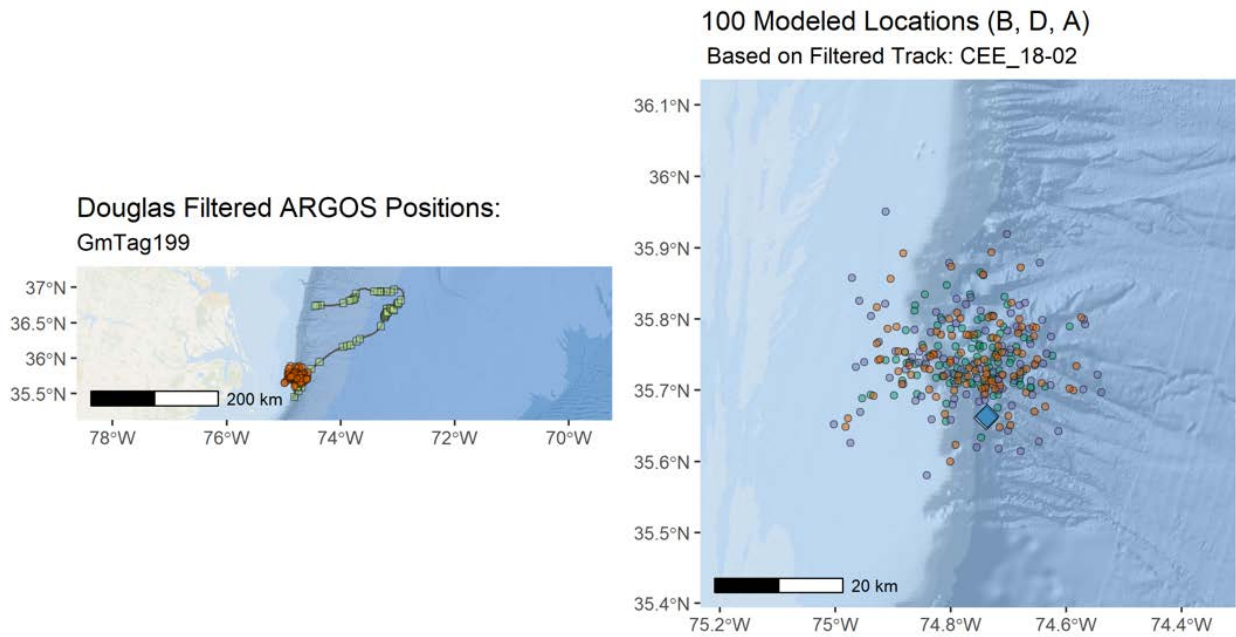 Douglas Filtered ARGOS Positions:
GmTag199
37°N
36.5°N
36°N
35.5°N
200 km
78°W
76°W
74°W
72°W
70°W
100 Modeled Locations (B, D, A)
Based on Filtered Track: CEE_18-02
36.1°N
36°N
35.9°N
35.8°N
35.7°N
35.6°N
35.5°N
35.4°N
20 km
75.2°W
75°W
74.8°W
74.6°W
74.4°W